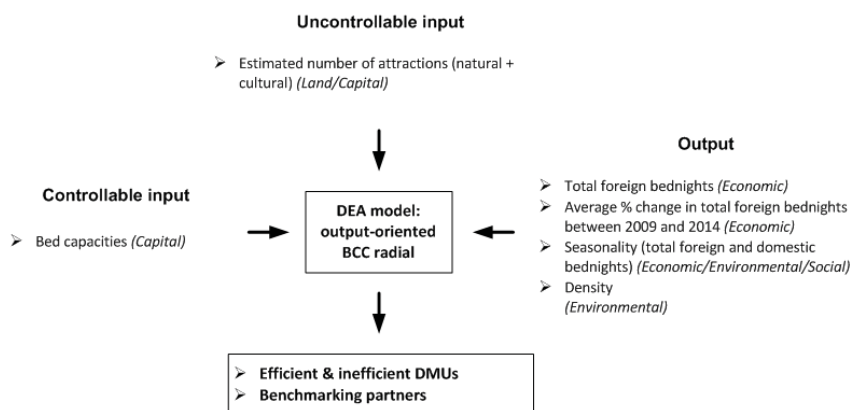 Uncontrollable input
➢ Estimated number of attractions (natural +
cultural) (Land/Capital)
Controllable input
➢ Bed capacities (Capital)
DEA model:
output-oriented
BCC radial
Output
➢ Total foreign bednights (Economic)
➢ Average % change in total foreign bednights
between 2009 and 2014 (Economic)
➢ Seasonality (total foreign and domestic
bednights) (Economic/Environmental/Social)
➢ Density
(Environmental)
➢ Efficient & inefficient DMUs
➢ Benchmarking partners